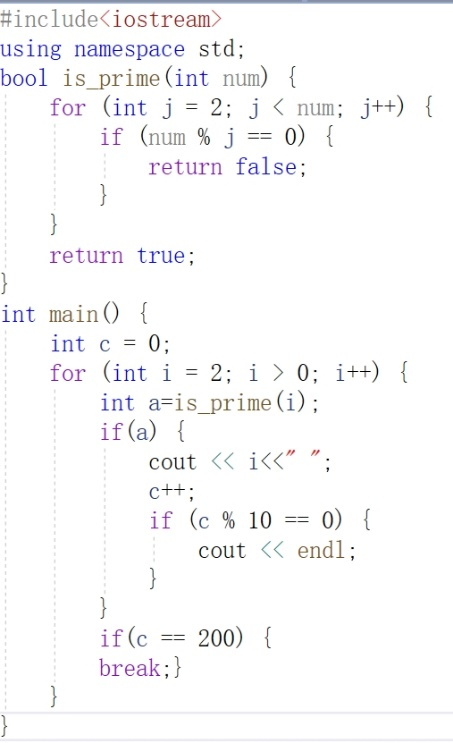 #include<iostream>
using namespace std;
bool is_prime(int num) {
    for (int j = 2; j < num; j++) {
        if (num % j == 0) {
            return false;
        }
    }
    return true;
}
int main() {
    int c = 0;
    for (int i = 2; i > 0; i++) {
        int a=is_prime(i);
        if(a) {
            cout << i<<" ";
            c++;
            if (c % 10 == 0) {
                cout << endl;
            }
        }
        if(c == 200) {
        break;}
    }
}